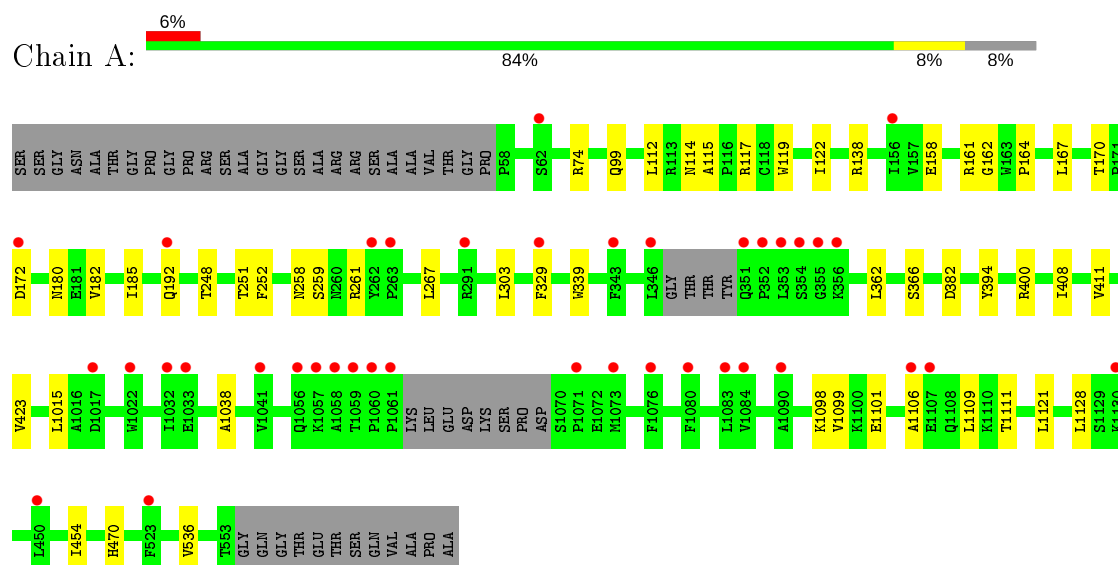 6%
Chain A:
84% 8% 8%
SER SER GLY ASN ALA THR GLY PRO GLY PRO ARG SER ALA GLY GLY SER ALA ARG ARG SER ALA ALA VAL THR GLY PRO P58 S62 R74 Q99 L112 R113 N114 A115 P116 R117 C118 W119 I122 R138 I156 V157 E158 R161 G162 W163 P164 L167 T170
D172 N180 E181 V182 I185 Q192 T248 T251 F252 N258 S259 N260 R261 Y262 P263 L267 R291 L303 F329 W339 F343 L346 GLY THR THR TYR Q351 P352 L353 S354 G355 K356 L362 S366 D382 Y394 R400 I408 V411
V423 L1015 A1016 D1017 W1022 I1032 E1033 A1038 V1041 Q1056 K1057 A1058 T1059 P1060 P1061 LYS LEU GLU ASP LYS SER PRO ASP S1070 P1071 E1072 M1073 F1076 F1080 L1083 V1084 A1090 K1098 V1099 K1100 E1101 A1106 E1107 Q1108 L1109 K1110 T1111 L1121 L1128 S1129 K1130
L450 I454 H470 F523 V536 T553 GLY GLN GLY THR GLU THR SER GLN VAL ALA PRO ALA